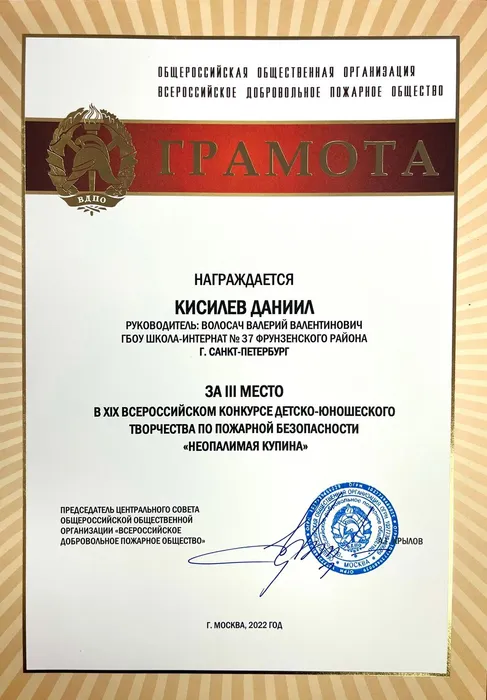 ОБЩЕРОССИЙСКАЯ ОБЩЕСТВЕННАЯ ОРГАНИЗАЦИЯ
ВСЕРОССИЙСКОЕ ДОБРОВОЛЬНОЕ ПОЖАРНОЕ ОБЩЕСТВО
ГРАМОТА
ВДПО
НАГРАЖДАЕТСЯ
КИСИЛЕВ ДАНИИЛ
РУКОВОДИТЕЛЬ: ВОЛОСАЧ ВАЛЕРИЙ ВАЛЕНТИНОВИЧ
ГБОУ ШКОЛА-ИНТЕРНАТ № 37 ФРУНЗЕНСКОГО РАЙОНА
Г. САНКТ-ПЕТЕРБУРГ
ЗА III МЕСТО
В XIX ВСЕРОССИЙСКОМ КОНКУРСЕ ДЕТСКО-ЮНОШЕСКОГО
ТВОРЧЕСТВА ПО ПОЖАРНОЙ БЕЗОПАСНОСТИ
«НЕОПАЛИМАЯ КУПИНА»
ПРЕДСЕДАТЕЛЬ ЦЕНТРАЛЬНОГО СОВЕТА
ОБЩЕРОССИЙСКОЙ ОБЩЕСТВЕННОЙ
ОРГАНИЗАЦИИ «ВСЕРОССИЙСКОЕ
ДОБРОВОЛЬНОЕ ПОЖАРНОЕ ОБЩЕСТВО»
ВДПО
МОСКВА
Г. МОСКВА, 2022 ГОД